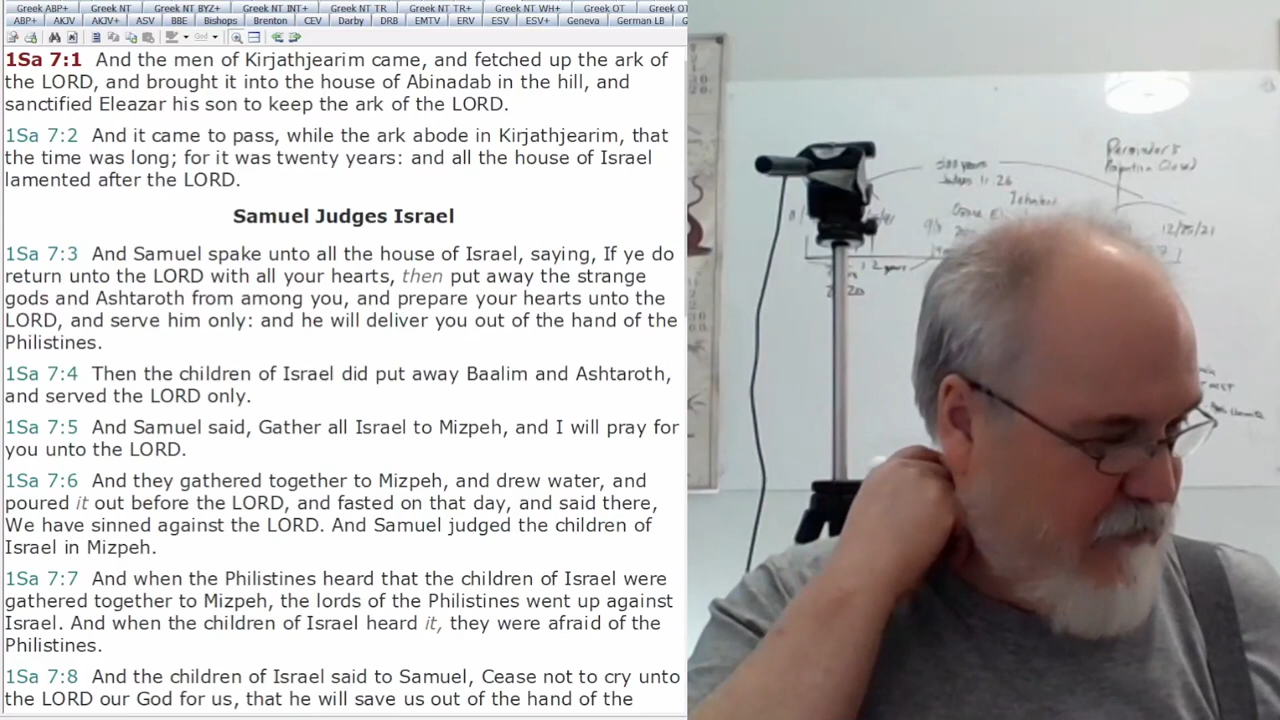 Greek ABP+ Greek NT Greek NT BYZ+ Greek NT INT+ Greek NT TR Greek NT TR+ Greek NT WH+ Greek OT Greek OT
ABP+ AKJV AKJV+ ASV BBE Bishops Brenton CEV Darby DRB EMTV ERV ESV ESV+ Geneva German LB G
God
1Sa 7:1 And the men of Kirjathjearim came, and fetched up the ark of
the LORD, and brought it into the house of Abinadab in the hill, and
sanctified Eleazar his son to keep the ark of the LORD.
1Sa 7:2 And it came to pass, while the ark abode in Kirjathjearim, that
the time was long; for it was twenty years: and all the house of Israel
lamented after the LORD.
Samuel Judges Israel
1Sa 7:3 And Samuel spake unto all the house of Israel, saying, If ye do
return unto the LORD with all your hearts, then put away the strange
gods and Ashtaroth from among you, and prepare your hearts unto the
LORD, and serve him only: and he will deliver you out of the hand of the
Philistines.
1Sa 7:4 Then the children of Israel did put away Baalim and Ashtaroth,
and served the LORD only.
1Sa 7:5 And Samuel said, Gather all Israel to Mizpeh, and I will pray for
you unto the LORD.
1Sa 7:6 And they gathered together to Mizpeh, and drew water, and
poured it out before the LORD, and fasted on that day, and said there,
We have sinned against the LORD. And Samuel judged the children of
Israel in Mizpeh.
1Sa 7:7 And when the Philistines heard that the children of Israel were
gathered together to Mizpeh, the lords of the Philistines went up against
Israel. And when the children of Israel heard it, they were afraid of the
Philistines.
1Sa 7:8 And the children of Israel said to Samuel, Cease not to cry unto
the LORD our God for us, that he will save us out of the hand of the
years
Judges 11:26
12/25/21
2 years